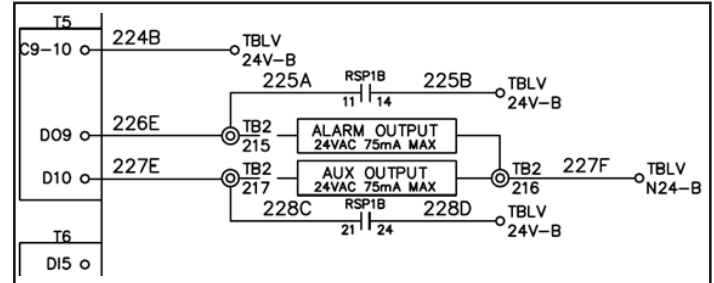 T5
C9-10 224B TBLV
24V-B
225A RSP1B 225B TBLV
11 14 24V-B
DO9 226E TB2 ALARM OUTPUT
215 24VAC 75mA MAX
D10 227E TB2 AUX OUTPUT TB2 227F TBLV
217 24VAC 75mA MAX 216 N24-B
228C RSP1B 228D TBLV
21 24 24V-B
T6
DI5